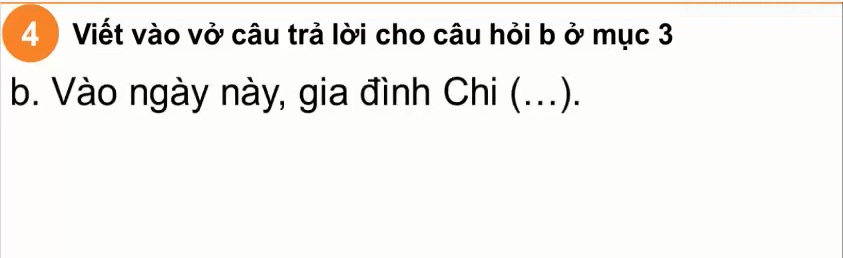 4 Viết vào vở câu trả lời cho câu hỏi b ở mục 3
b. Vào ngày này, gia đình Chi (...).